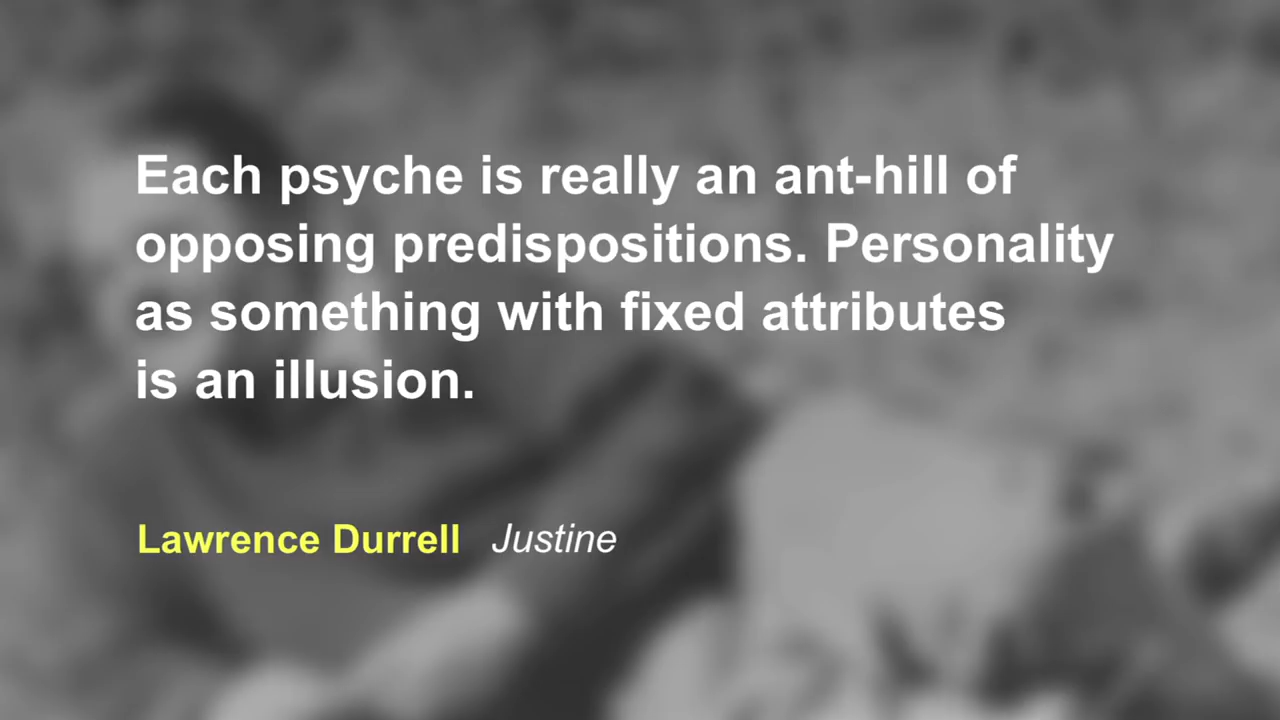 Each psyche is really an ant-hill of
opposing predispositions. Personality
as something with fixed attributes
is an illusion.
Lawrence Durrell Justine